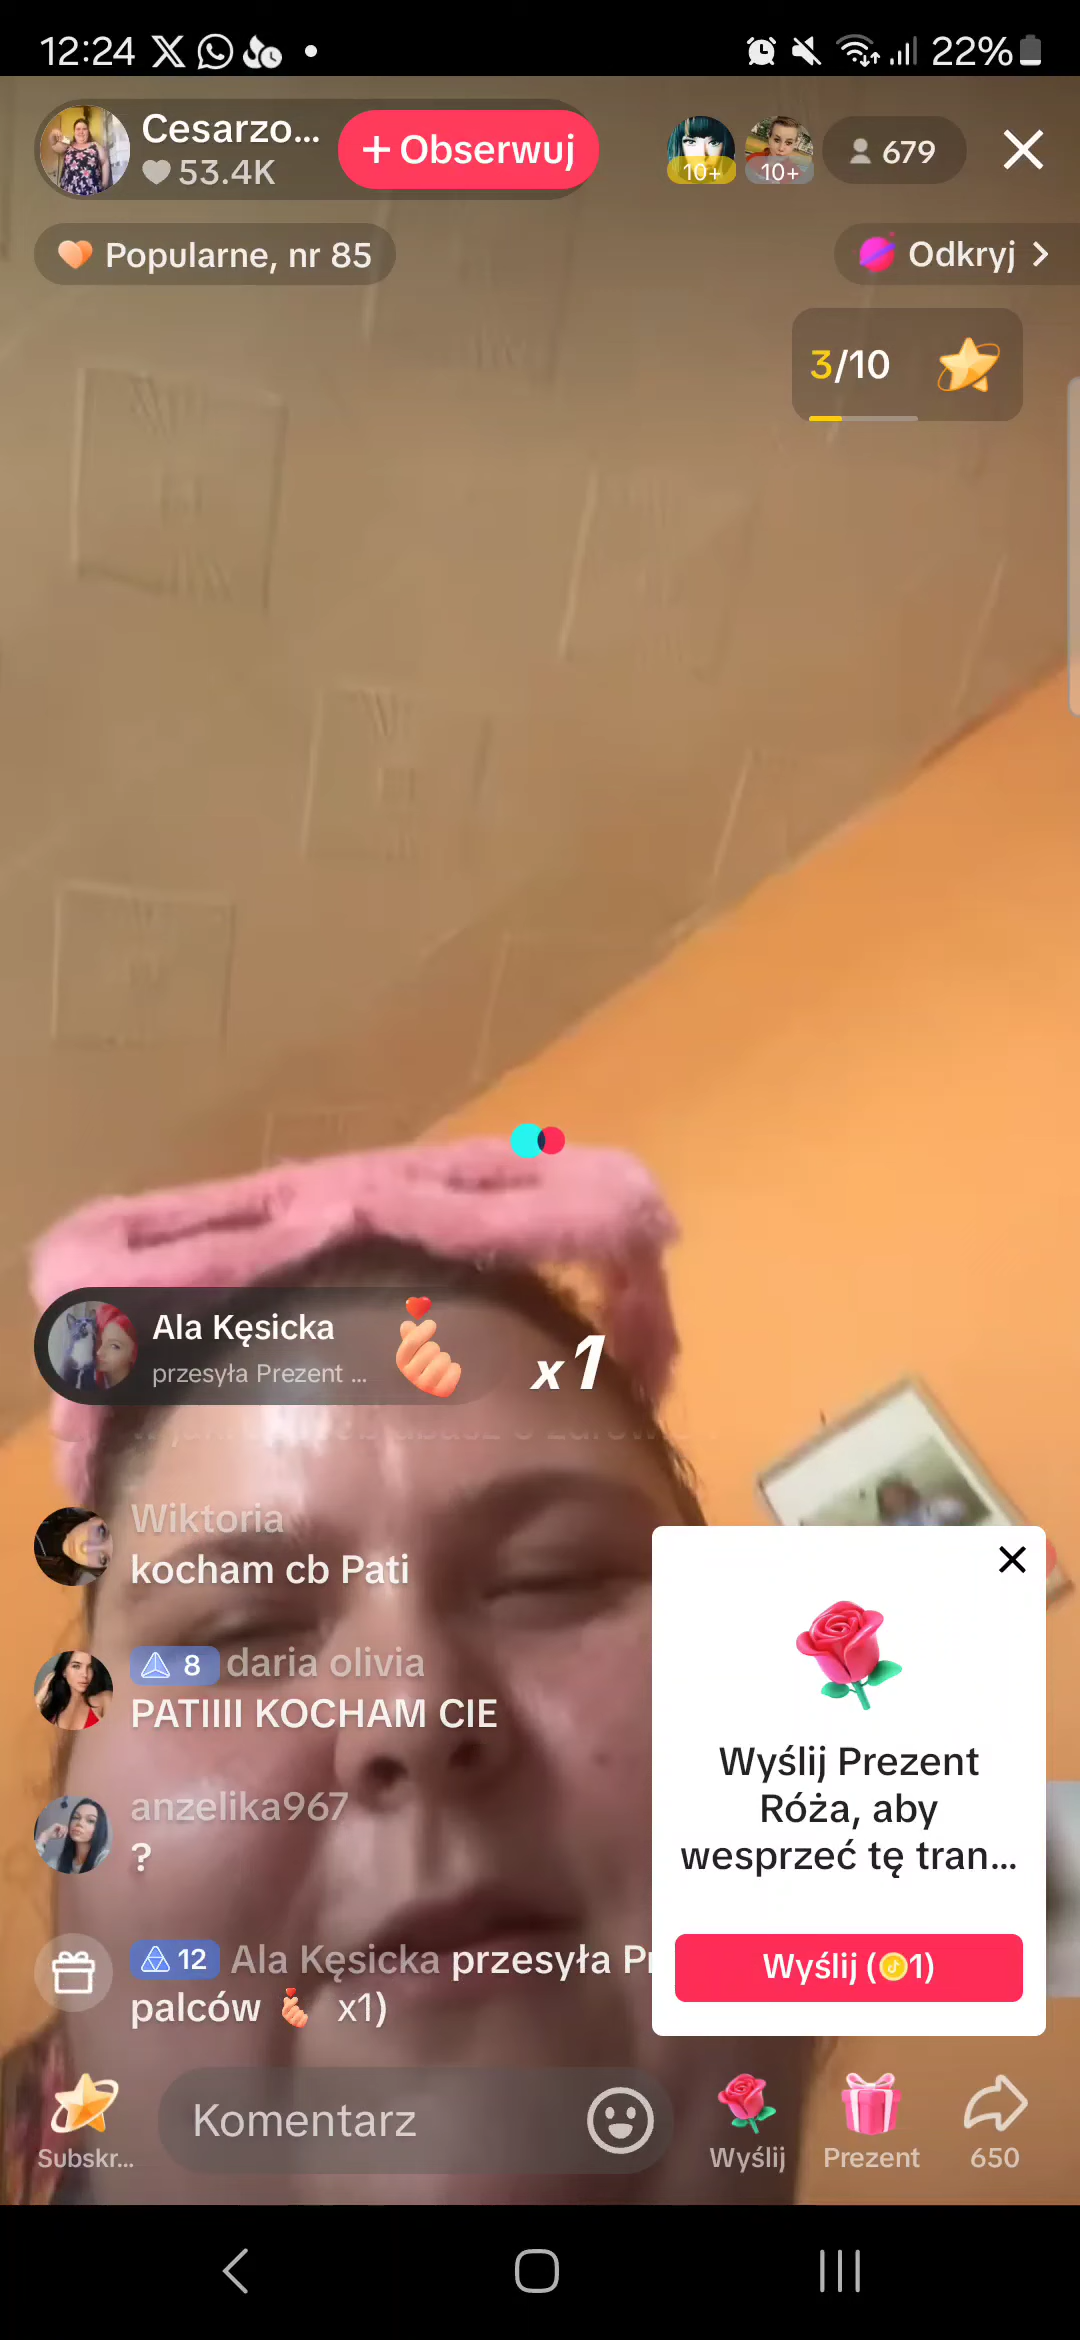 12:24
22%
Cesarzo...
53.4K
+ Obserwuj
10+
10+
679
Popularne, nr 85
Odkryj
3/10
Ala Kęsicka
przesyła Prezent ...
x1
Wiktoria
kocham cb Pati
8 daria olivia
PATIIII KOCHAM CIE
anzelika967
?
12 Ala Kęsicka przesyła Pr
palców x1)
Wyślij Prezent
Róża, aby
wesprzeć tę tran...
Wyślij (1)
Subskr...
Komentarz
Wyślij
Prezent
650